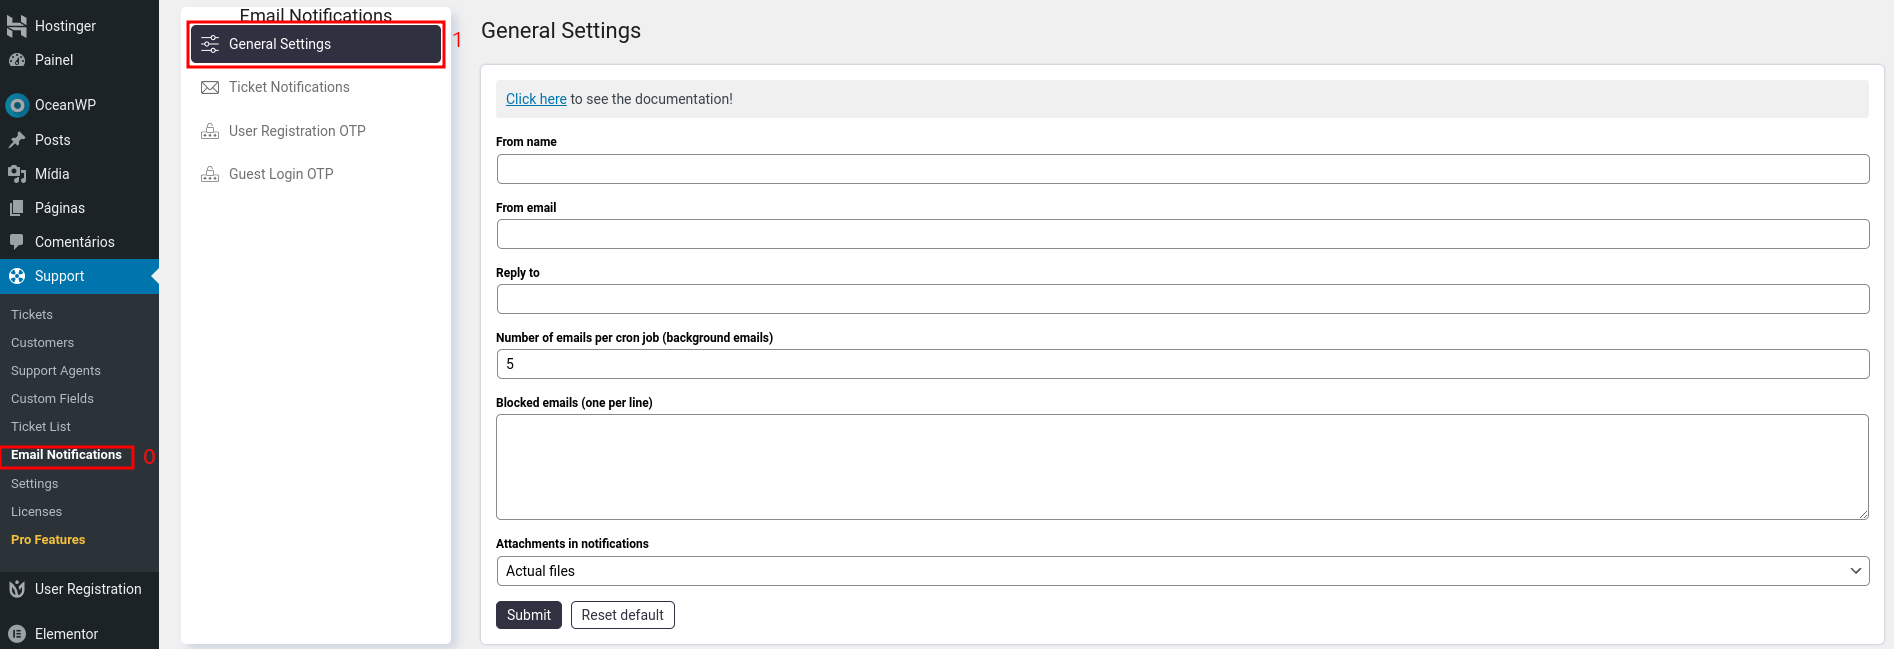 Hostinger
Painel
OceanWP
Posts
Mídia
Páginas
Comentários
Support
Tickets
Customers
Support Agents
Custom Fields
Ticket List
Email Notifications 0
Settings
Licenses
Pro Features
User Registration
Elementor
Email Notifications
General Settings 1
Ticket Notifications
User Registration OTP
Guest Login OTP
General Settings
Click here to see the documentation!
From name
From email
Reply to
Number of emails per cron job (background emails)
5
Blocked emails (one per line)
Attachments in notifications
Actual files
Submit Reset default